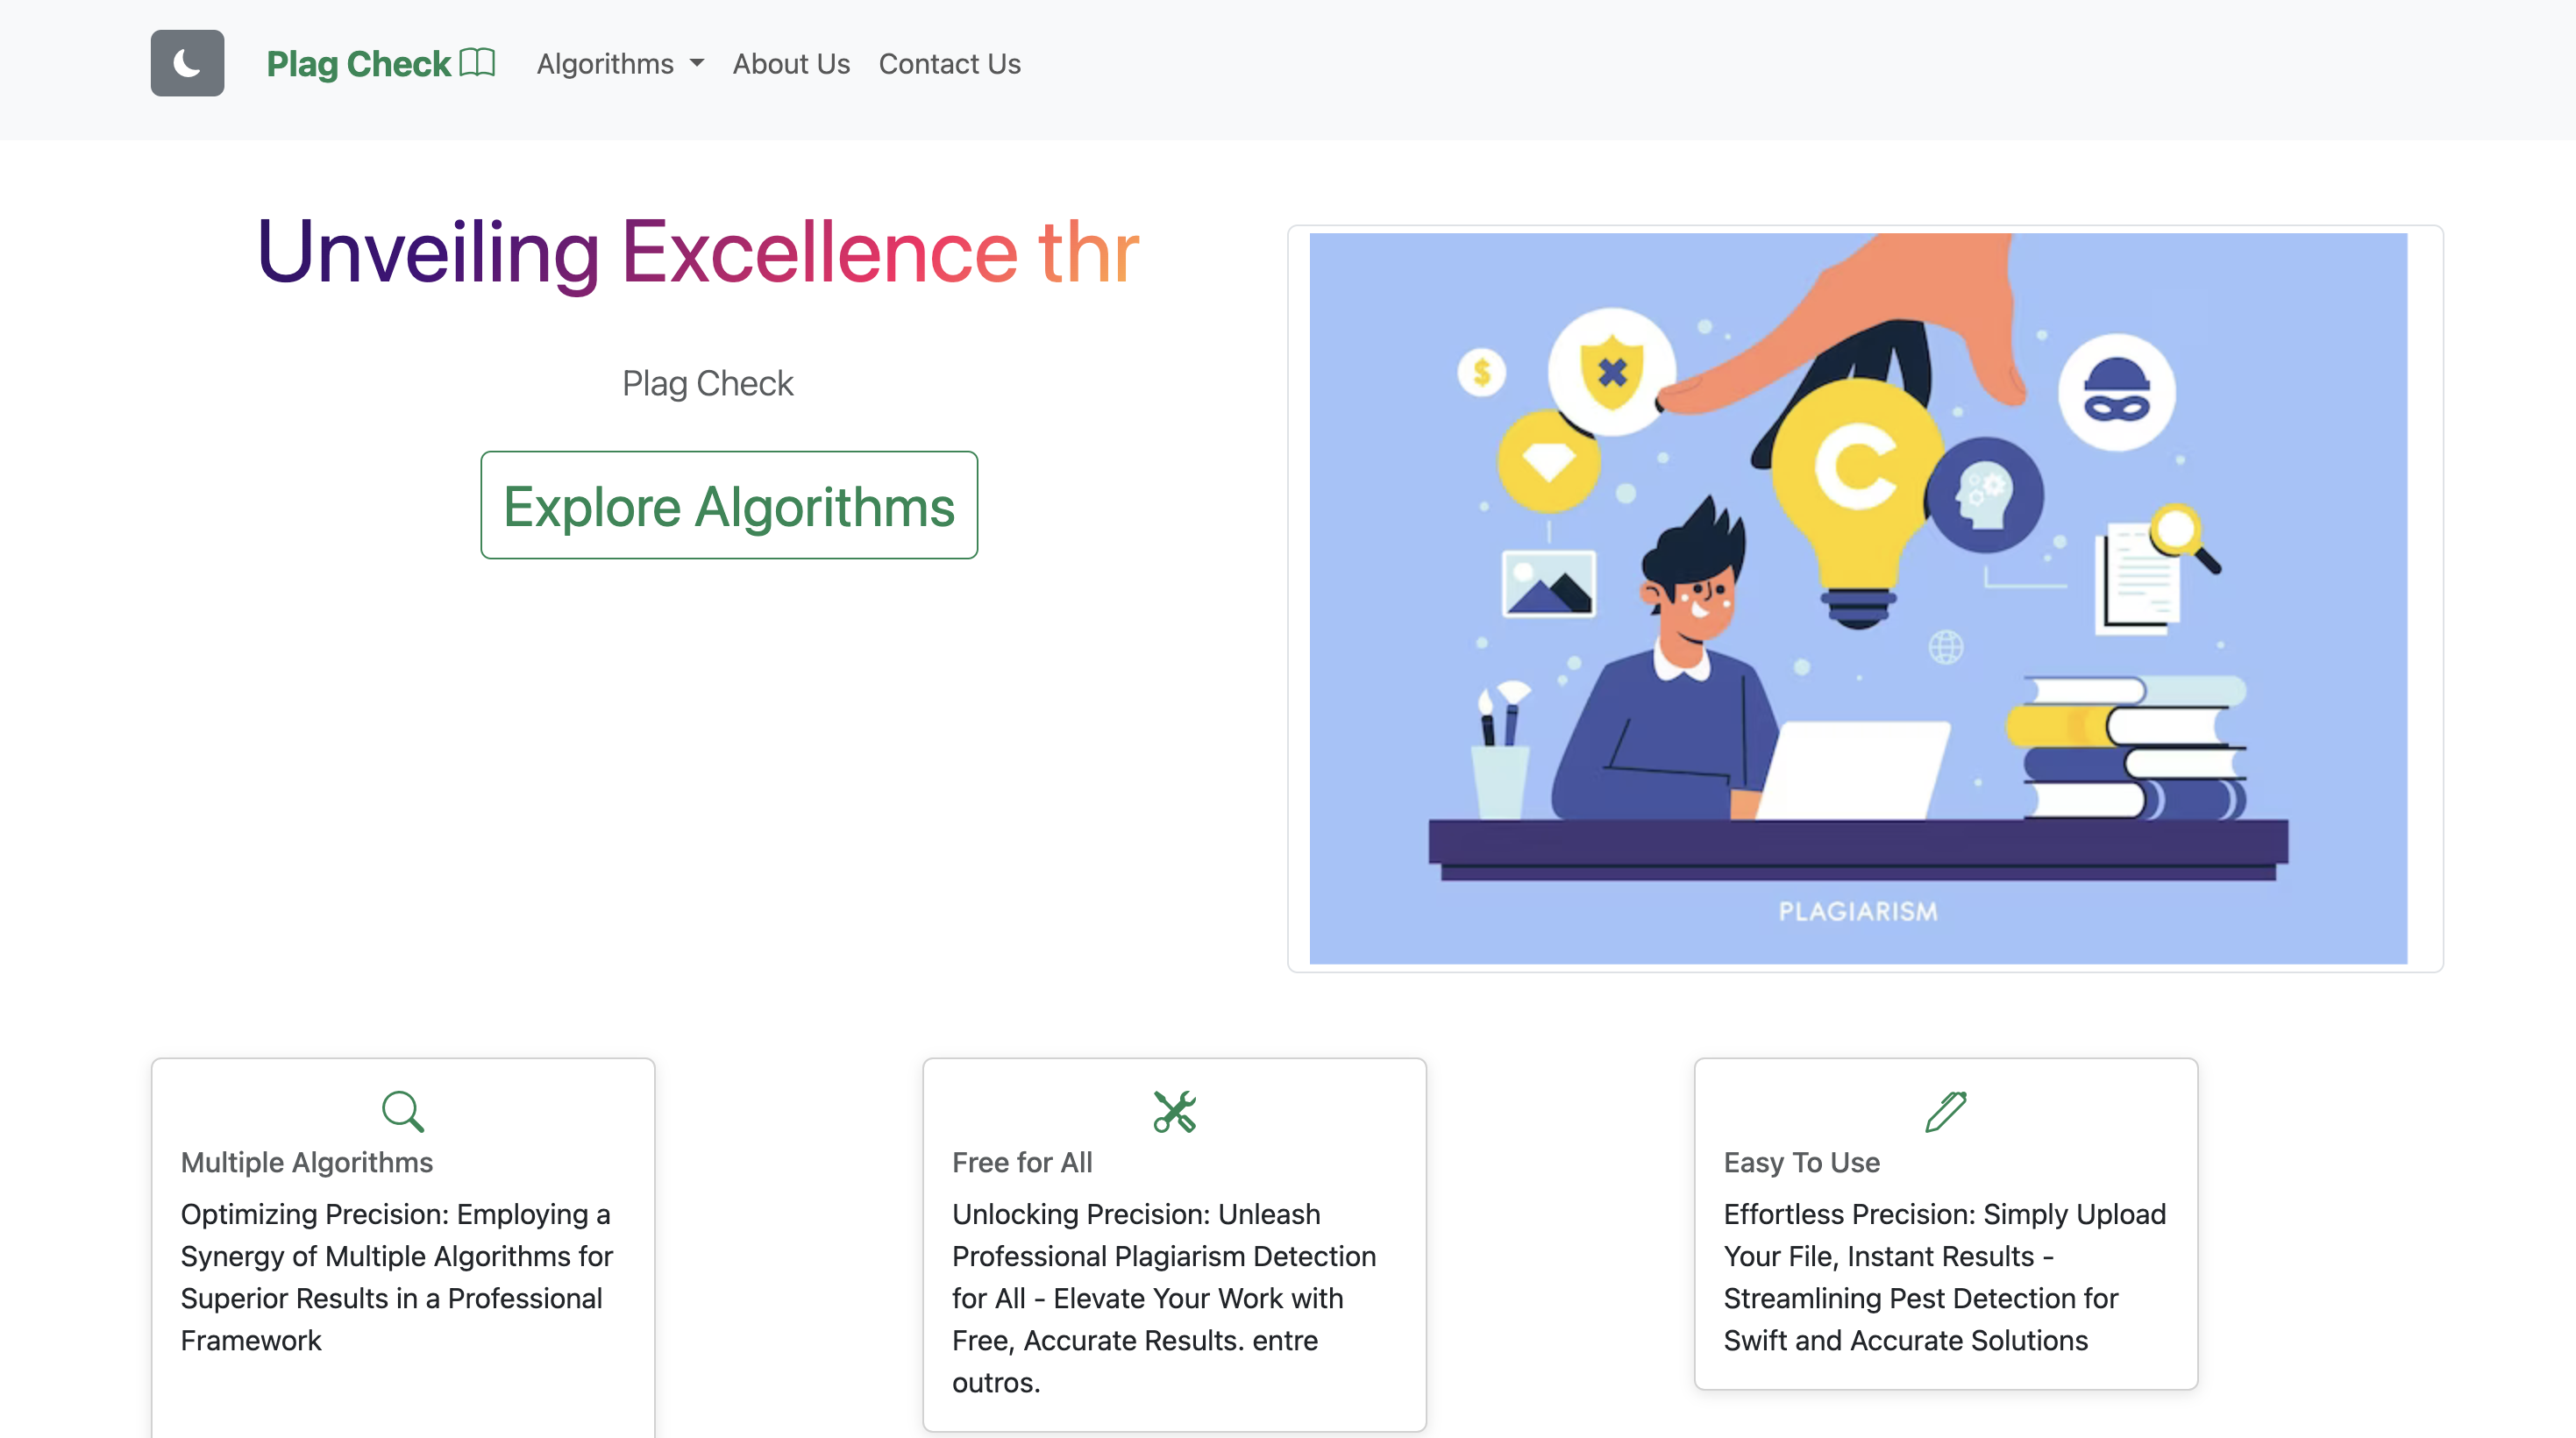 Plag Check Algorithms About Us Contact Us
Unveiling Excellence thr
Plag Check
Explore Algorithms
$
C
PLAGIARISM
Multiple Algorithms
Optimizing Precision: Employing a
Synergy of Multiple Algorithms for
Superior Results in a Professional
Framework
Free for All
Unlocking Precision: Unleash
Professional Plagiarism Detection
for All - Elevate Your Work with
Free, Accurate Results. entre
outros.
Easy To Use
Effortless Precision: Simply Upload
Your File, Instant Results -
Streamlining Pest Detection for
Swift and Accurate Solutions